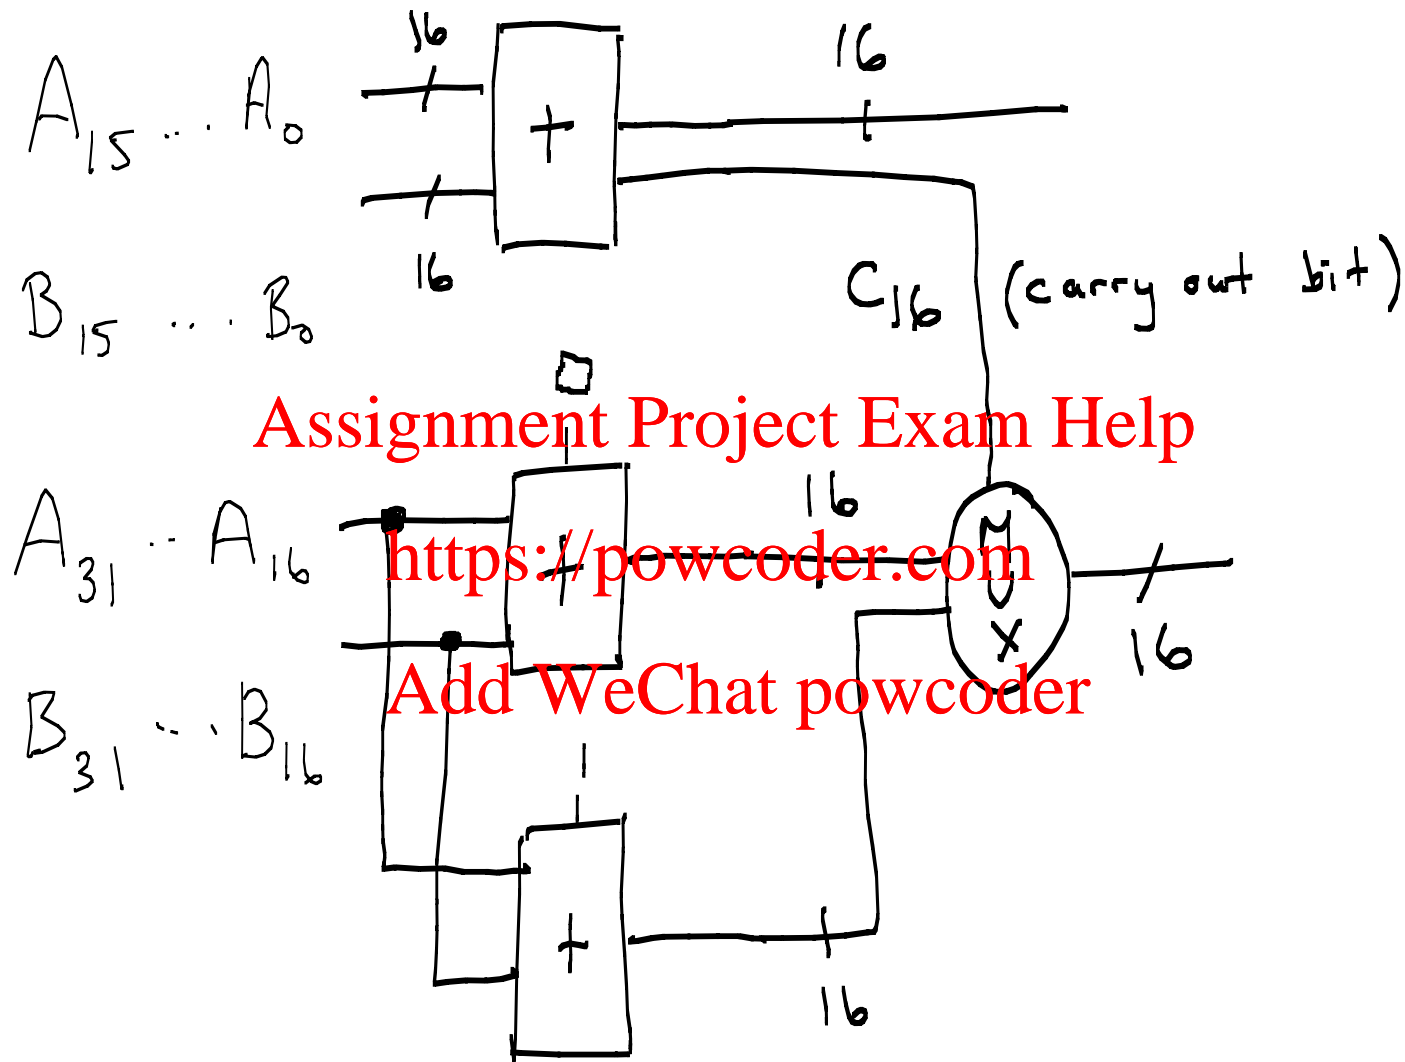 16
16
A15 ... A0
+
16
B15 ... B0
C16 (carry out bit)
0
Assignment Project Exam Help
16
A31 ... A16
+
https://powcoder.com
MUX
16
Add WeChat powcoder
B31 ... B16
1
+
16